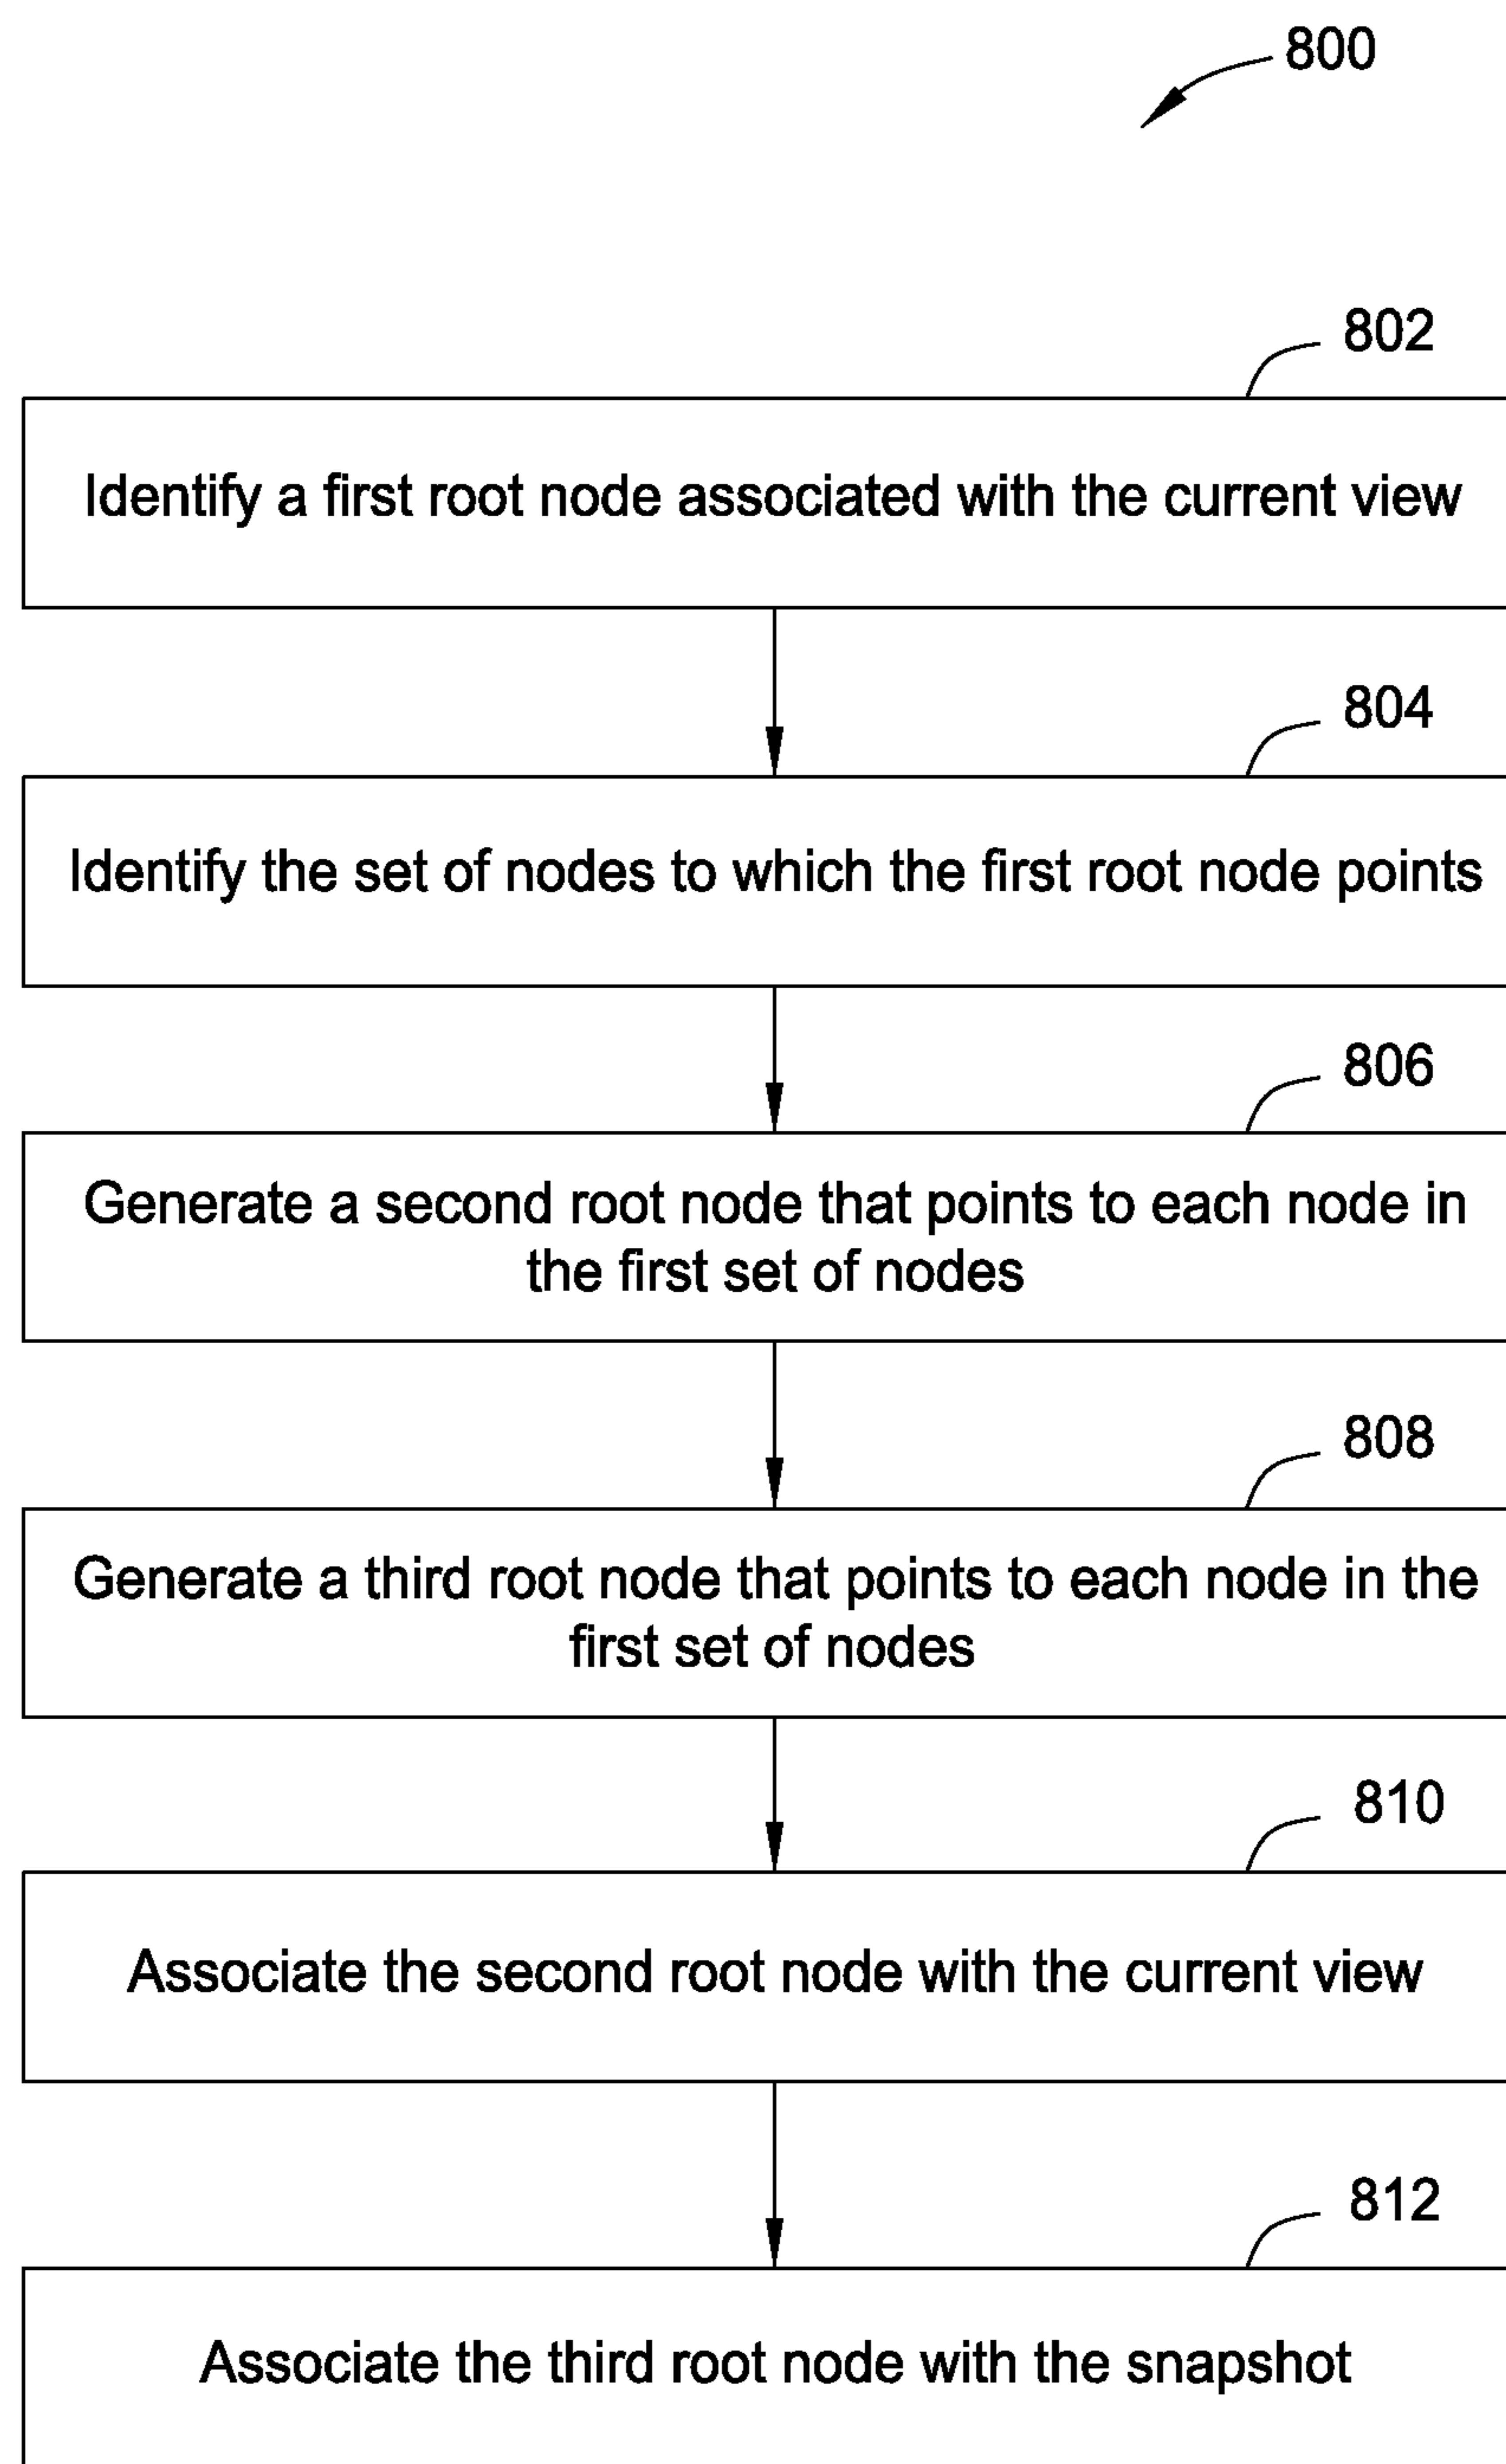 800
802
Identify a first root node associated with the current view
804
Identify the set of nodes to which the first root node points
806
Generate a second root node that points to each node in
the first set of nodes
808
Generate a third root node that points to each node in the
first set of nodes
810
Associate the second root node with the current view
812
Associate the third root node with the snapshot